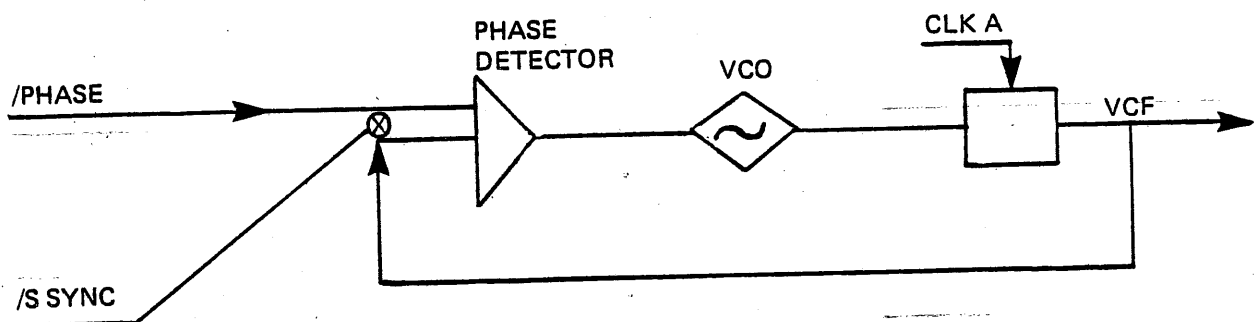 PHASE
DETECTOR
CLK A
VCO
/PHASE
VCF
/S SYNC